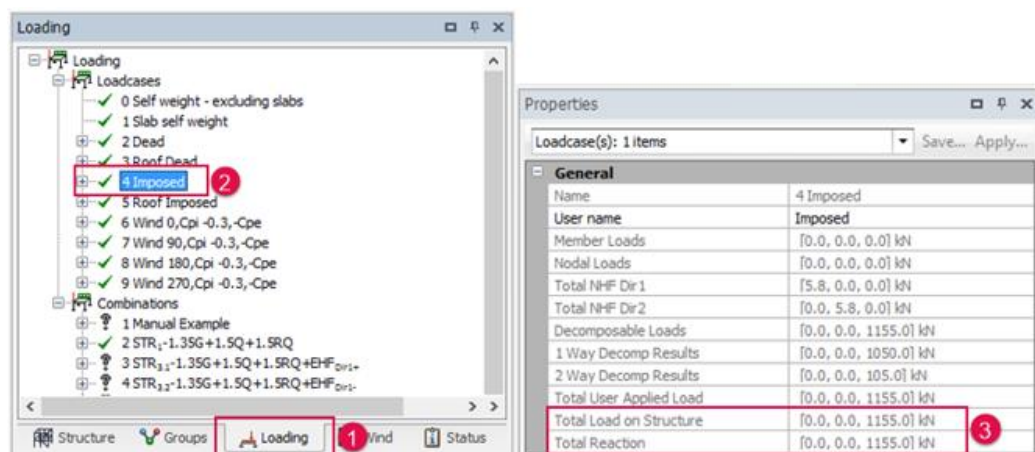 Loading
Loading
Loadcases
0 Self weight - excluding slabs
1 Slab self weight
2 Dead
3 Roof Dead
4 Imposed
2
5 Roof Imposed
6 Wind 0,Cpi -0.3,-Cpe
7 Wind 90,Cpi -0.3,-Cpe
8 Wind 180,Cpi -0.3,-Cpe
9 Wind 270,Cpi -0.3,-Cpe
Combinations
1 Manual Example
2 STR₁-1.35G+1.5Q+1.5RQ
3 STR₃.₁-1.35G+1.5Q+1.5RQ+EHF Dir1+
4 STR₃.₂-1.35G+1.5Q+1.5RQ+EHF Dir1-
Structure Groups Loading 1 Wind Status
Properties
Loadcase(s): 1 items Save... Apply...
General
Name 4 Imposed
User name Imposed
Member Loads [0.0, 0.0, 0.0] kN
Nodal Loads [0.0, 0.0, 0.0] kN
Total NHF Dir1 [5.8, 0.0, 0.0] kN
Total NHF Dir2 [0.0, 5.8, 0.0] kN
Decomposable Loads [0.0, 0.0, 1155.0] kN
1 Way Decomp Results [0.0, 0.0, 1050.0] kN
2 Way Decomp Results [0.0, 0.0, 105.0] kN
Total User Applied Load [0.0, 0.0, 1155.0] kN
Total Load on Structure [0.0, 0.0, 1155.0] kN
3
Total Reaction [0.0, 0.0, 1155.0] kN